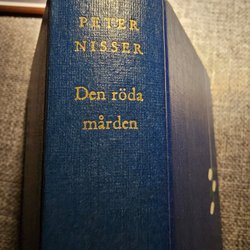 PETER
NISSER
Den röda
mården